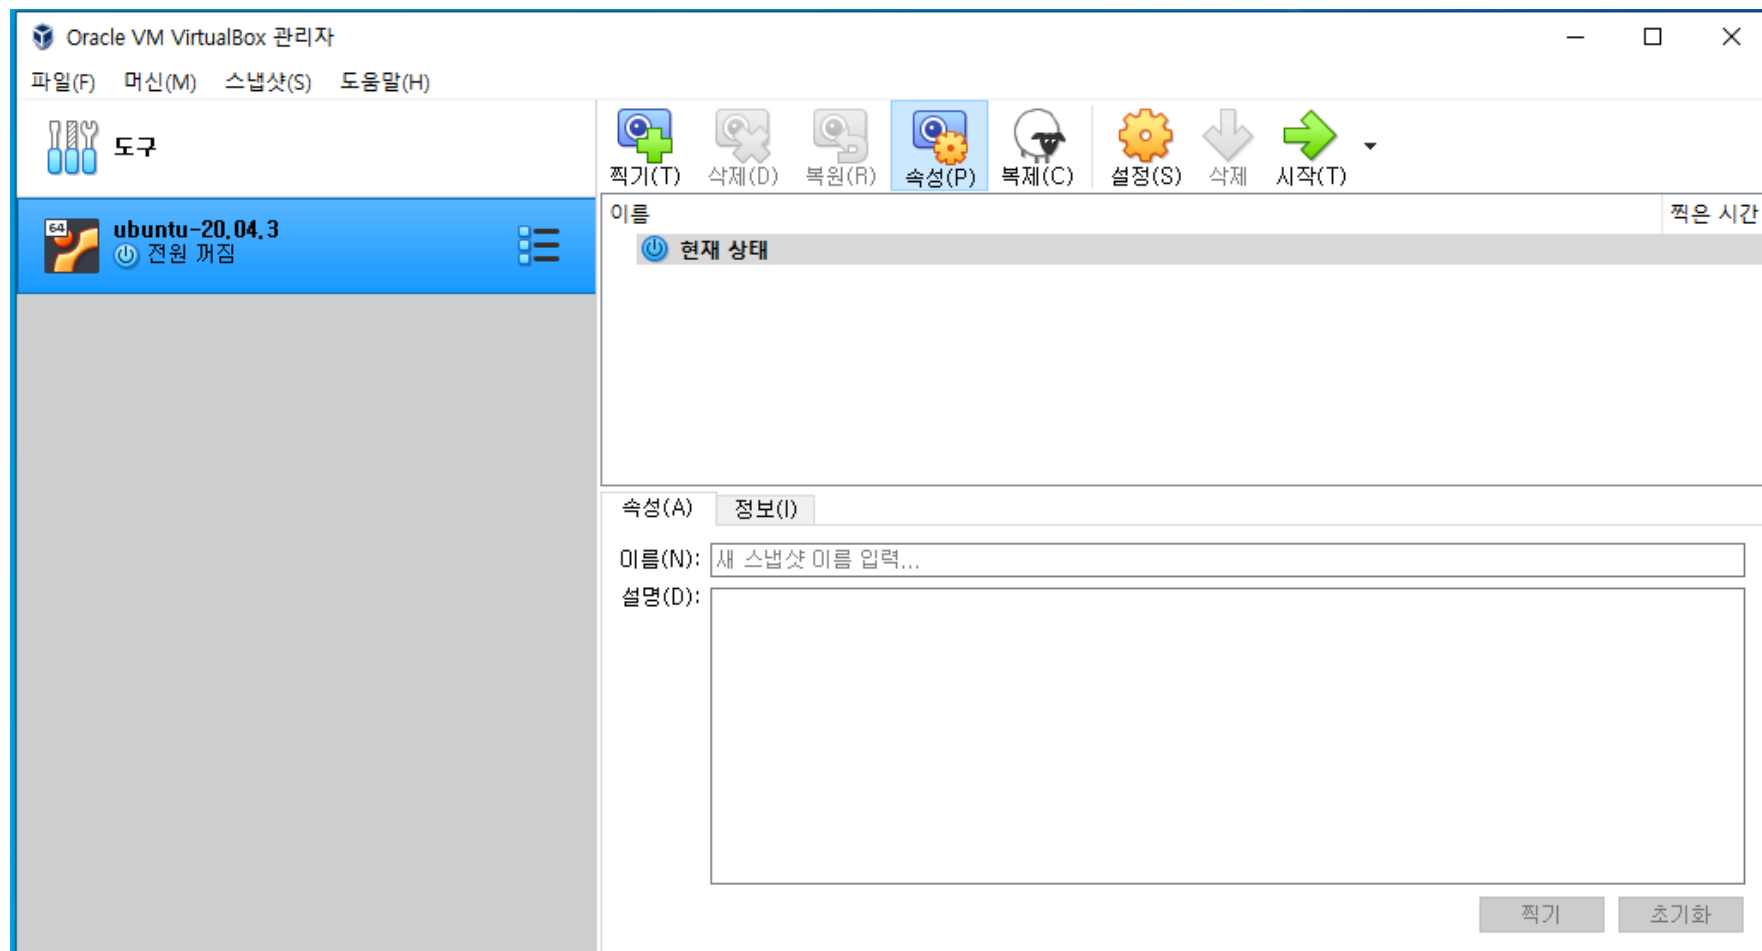 Oracle VM VirtualBox 관리자
파일(F) 머신(M) 스냅샷(S) 도움말(H)
도구
찍기(T) 삭제(D) 복원(R) 속성(P) 복제(C) 설정(S) 삭제 시작(T)
64
ubuntu-20.04.3
전원 꺼짐
이름 찍은 시간
현재 상태
속성(A) 정보(I)
이름(N): 새 스냅샷 이름 입력...
설명(D):
찍기 초기화